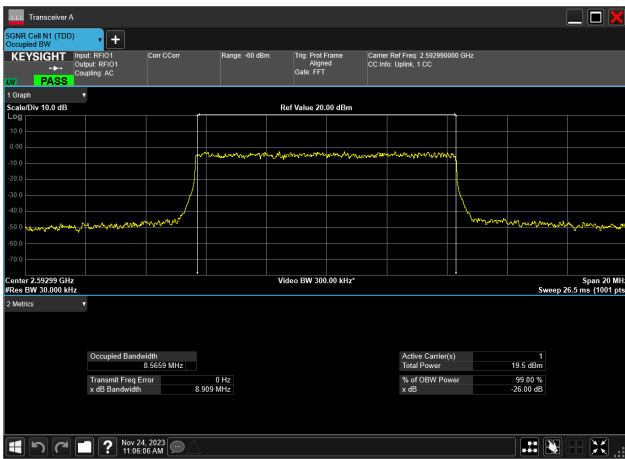 Transceiver A
5GNR Cell N1 (TDD)
Occupied BW
KEYSIGHT
Input: RFIO1
Output: RFIO1
Coupling: AC
Corr CCorr
Range: -60 dBm
Trig: Prot Frame
Aligned
Gate: FFT
Carrier Ref Freq: 2.592990000 GHz
CC Info: Uplink, 1 CC
PASS
1 Graph
Scale/Div 10.0 dB
Ref Value 20.00 dBm
Log
10.0
0.00
-10.0
-20.0
-30.0
-40.0
-50.0
-60.0
-70.0
Center 2.59299 GHz
Video BW 300.00 kHz*
Span 20 MHz
#Res BW 30.000 kHz
Sweep 26.5 ms (1001 pts
2 Metrics
Occupied Bandwidth
8.5659 MHz
Active Carrier(s) 1
Total Power 19.5 dBm
Transmit Freq Error 0 Hz
x dB Bandwidth 8.909 MHz
% of OBW Power 99.00 %
x dB -26.00 dB
Nov 24, 2023
11:06:06 AM